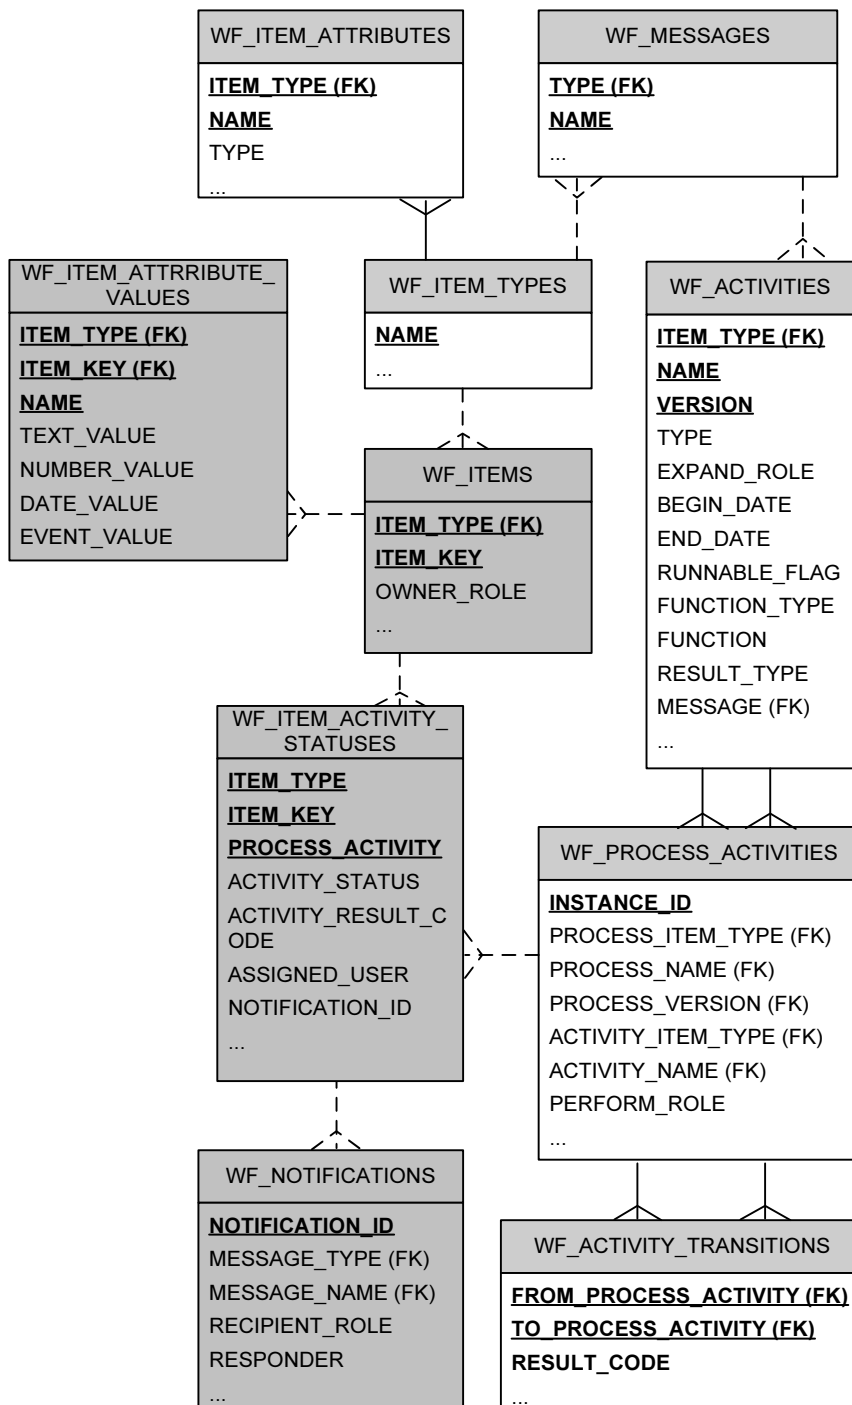 WF_ITEM_ATTRIBUTES
ITEM_TYPE (FK)
NAME
TYPE
...
WF_MESSAGES
TYPE (FK)
NAME
...
WF_ITEM_ATTRRIBUTE_
VALUES
ITEM_TYPE (FK)
ITEM_KEY (FK)
NAME
TEXT_VALUE
NUMBER_VALUE
DATE_VALUE
EVENT_VALUE
WF_ITEM_TYPES
NAME
...
WF_ACTIVITIES
ITEM_TYPE (FK)
NAME
VERSION
TYPE
EXPAND_ROLE
BEGIN_DATE
END_DATE
RUNNABLE_FLAG
FUNCTION_TYPE
FUNCTION
RESULT_TYPE
MESSAGE (FK)
...
WF_ITEMS
ITEM_TYPE (FK)
ITEM_KEY
OWNER_ROLE
...
WF_ITEM_ACTIVITY_
STATUSES
ITEM_TYPE
ITEM_KEY
PROCESS_ACTIVITY
ACTIVITY_STATUS
ACTIVITY_RESULT_C
ODE
ASSIGNED_USER
NOTIFICATION_ID
...
WF_PROCESS_ACTIVITIES
INSTANCE_ID
PROCESS_ITEM_TYPE (FK)
PROCESS_NAME (FK)
PROCESS_VERSION (FK)
ACTIVITY_ITEM_TYPE (FK)
ACTIVITY_NAME (FK)
PERFORM_ROLE
...
WF_NOTIFICATIONS
NOTIFICATION_ID
MESSAGE_TYPE (FK)
MESSAGE_NAME (FK)
RECIPIENT_ROLE
RESPONDER
...
WF_ACTIVITY_TRANSITIONS
FROM_PROCESS_ACTIVITY (FK)
TO_PROCESS_ACTIVITY (FK)
RESULT_CODE
...